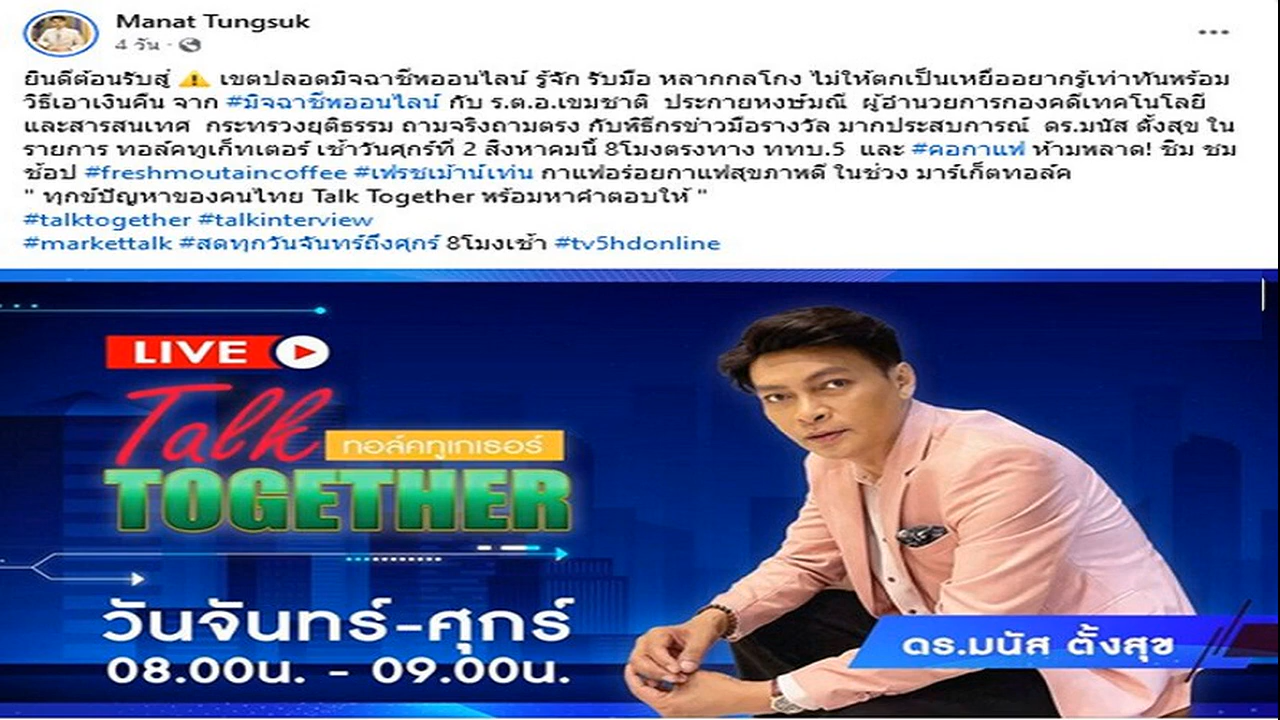 Manat Tungsuk
4 วัน ·
ยินดีต้อนรับสู่ ⚠️ เขตปลอดมิจฉาชีพออนไลน์ รู้จัก รับมือ หลากกลโกง ไม่ให้ตกเป็นเหยื่ออยากรู้เท่าทันพร้อม
วิธีเอาเงินคืน จาก #มิจฉาชีพออนไลน์ กับ ร.ต.อ.เขมชาติ ประกายหงษ์มณี ผู้อำนวยการกองคดีเทคโนโลยี
และสารสนเทศ กระทรวงยุติธรรม ถามจริงถามตรง กับพิธีกรข่าวมือรางวัล มากประสบการณ์ ดร.มนัส ตั้งสุข ใน
รายการ ทอล์คทูเก็ทเตอร์ เช้าวันศุกร์ที่ 2 สิงหาคมนี้ 8โมงตรงทาง ททบ.5 และ #คอกาแฟ ห้ามพลาด! ชิม ชม
ช้อป #freshmoutaincoffee #เฟรชเม้าน์เท่น กาแฟอร่อยกาแฟสุขภาพดี ในช่วง มาร์เก็ตทอล์ค
" ทุกข์ปัญหาของคนไทย Talk Together พร้อมหาคำตอบให้ "
#talktogether #talkinterview
#markettalk #สดทุกวันจันทร์ถึงศุกร์ 8โมงเช้า #tv5hdonline
LIVE
Talk
ทอล์คทูเกเธอร์
TOGETHER
วันจันทร์-ศุกร์
08.00น. - 09.00น.
ดร.มนัส ตั้งสุข